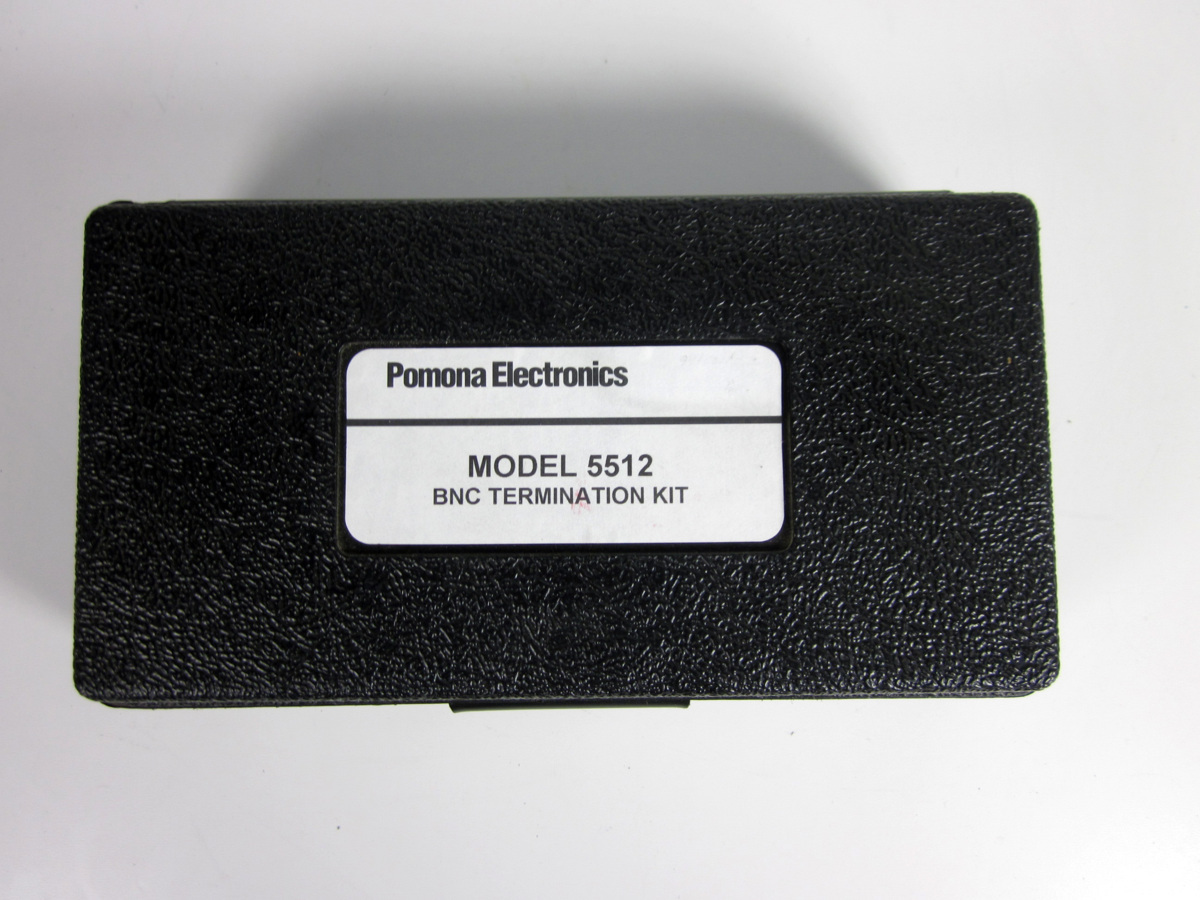 Pomona Electronics
MODEL 5512
BNC TERMINATION KIT